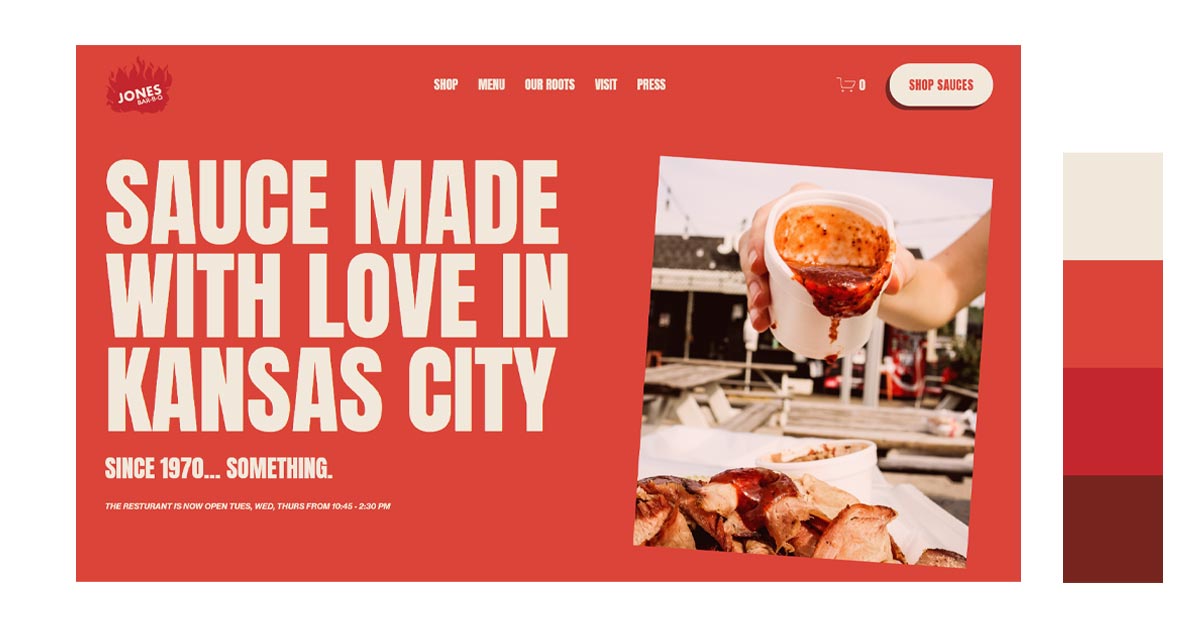 JONES
BAR-B-Q
SHOP MENU OUR ROOTS VISIT PRESS
0
SHOP SAUCES
SAUCE MADE
WITH LOVE IN
KANSAS CITY
SINCE 1970... SOMETHING.
THE RESTURANT IS NOW OPEN TUES, WED, THURS FROM 10:45 - 2:30 PM